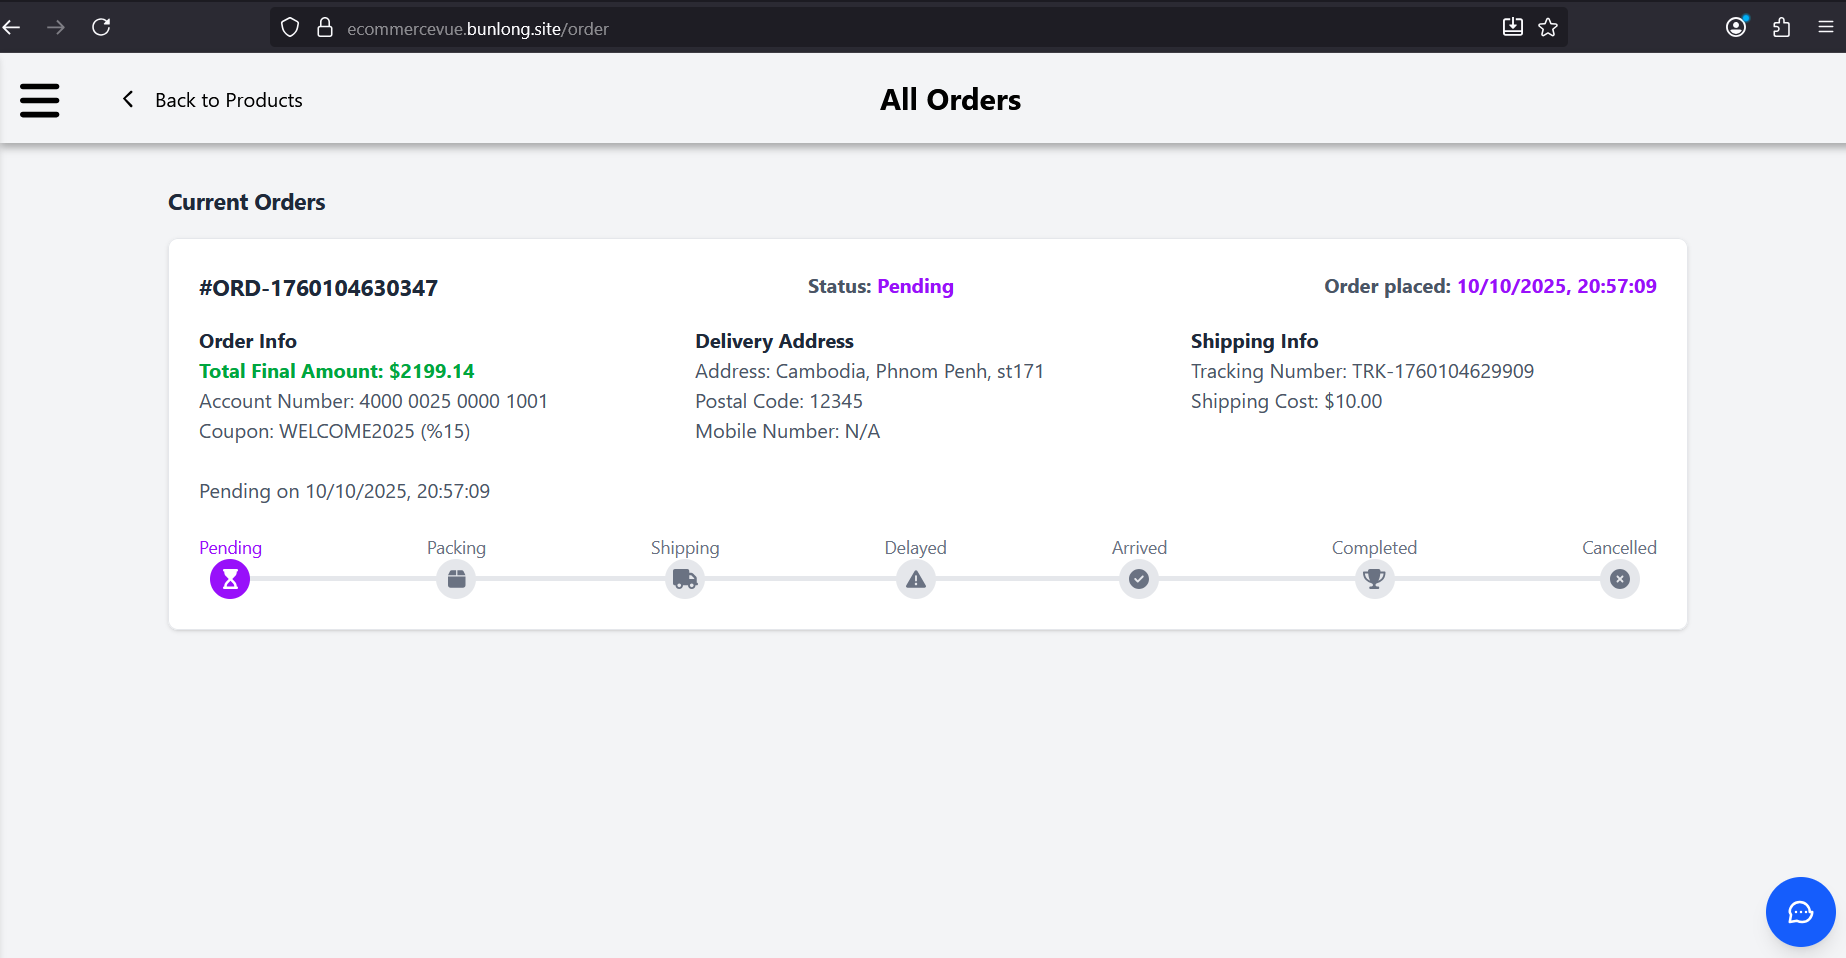 ecommercevue.bunlong.site/order
Back to Products
All Orders
Current Orders
#ORD-1760104630347
Status: Pending
Order placed: 10/10/2025, 20:57:09
Order Info
Total Final Amount: $2199.14
Account Number: 4000 0025 0000 1001
Coupon: WELCOME2025 (%15)
Delivery Address
Address: Cambodia, Phnom Penh, st171
Postal Code: 12345
Mobile Number: N/A
Shipping Info
Tracking Number: TRK-1760104629909
Shipping Cost: $10.00
Pending on 10/10/2025, 20:57:09
Pending
Packing
Shipping
Delayed
Arrived
Completed
Cancelled